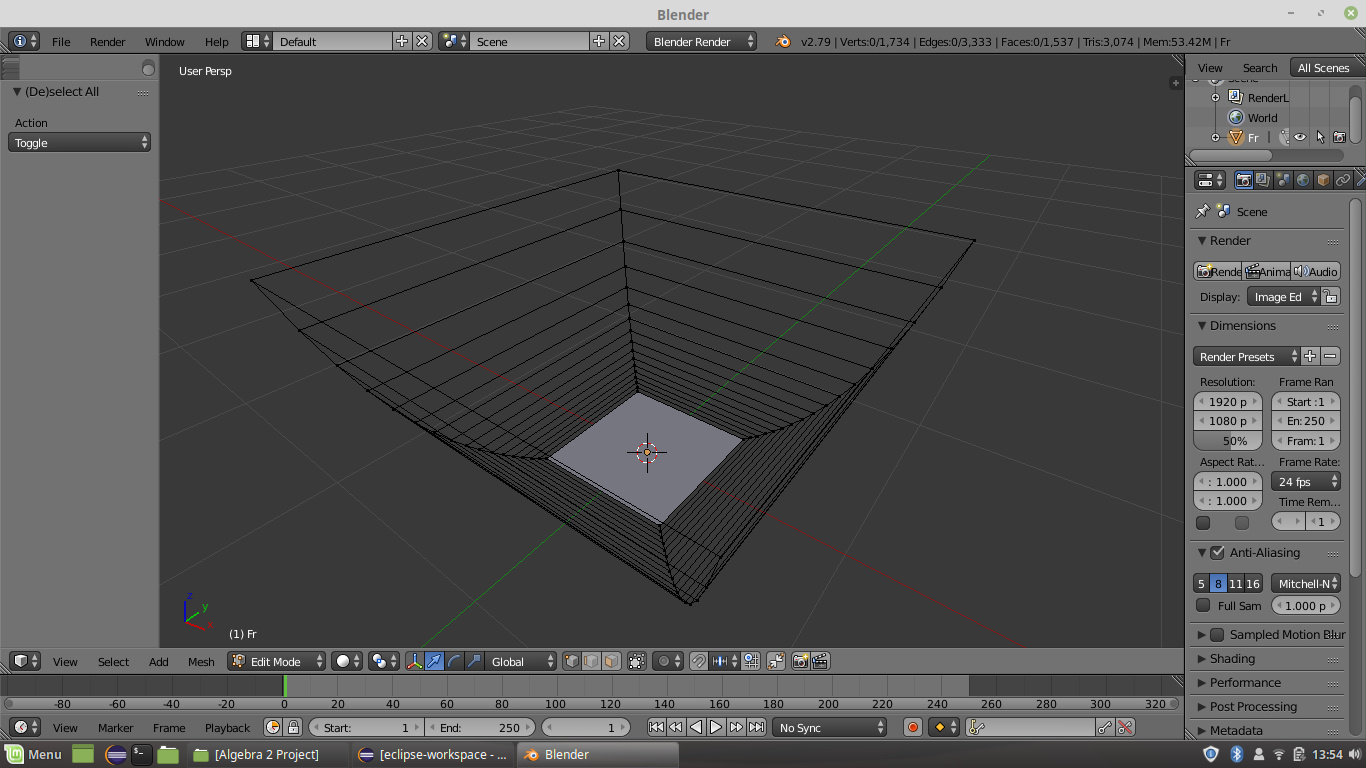 Blender
File Render Window Help Default Scene Blender Render v2.79 | Verts:0/1,734 | Edges:0/3,333 | Faces:0/1,537 | Tris:3,074 | Mem:53.42M | Fr
(De)select All
Action
Toggle
User Persp
z
y
(1) Fr
View Search All Scenes
RenderL
World
Fr
Scene
Render
Rende Anima Audio
Display: Image Ed
Dimensions
Render Presets
Resolution: Frame Ran
1920 p Start :1
1080 p En: 250
50% Fram: 1
Aspect Rat... Frame Rate:
: 1.000 24 fps
: 1.000 Time Rem...
1
Anti-Aliasing
5 8 11 16 Mitchell-N
Full Sam 1.000 p
Sampled Motion Blur
Shading
Performance
Post Processing
Metadata
View Select Add Mesh Edit Mode Global
-80 -60 -40 -20 0 20 40 60 80 100 120 140 160 180 200 220 240 260 280 300 320
View Marker Frame Playback Start: 1 End: 250 1 No Sync
Menu [Algebra 2 Project] [eclipse-workspace - ... Blender 13:54